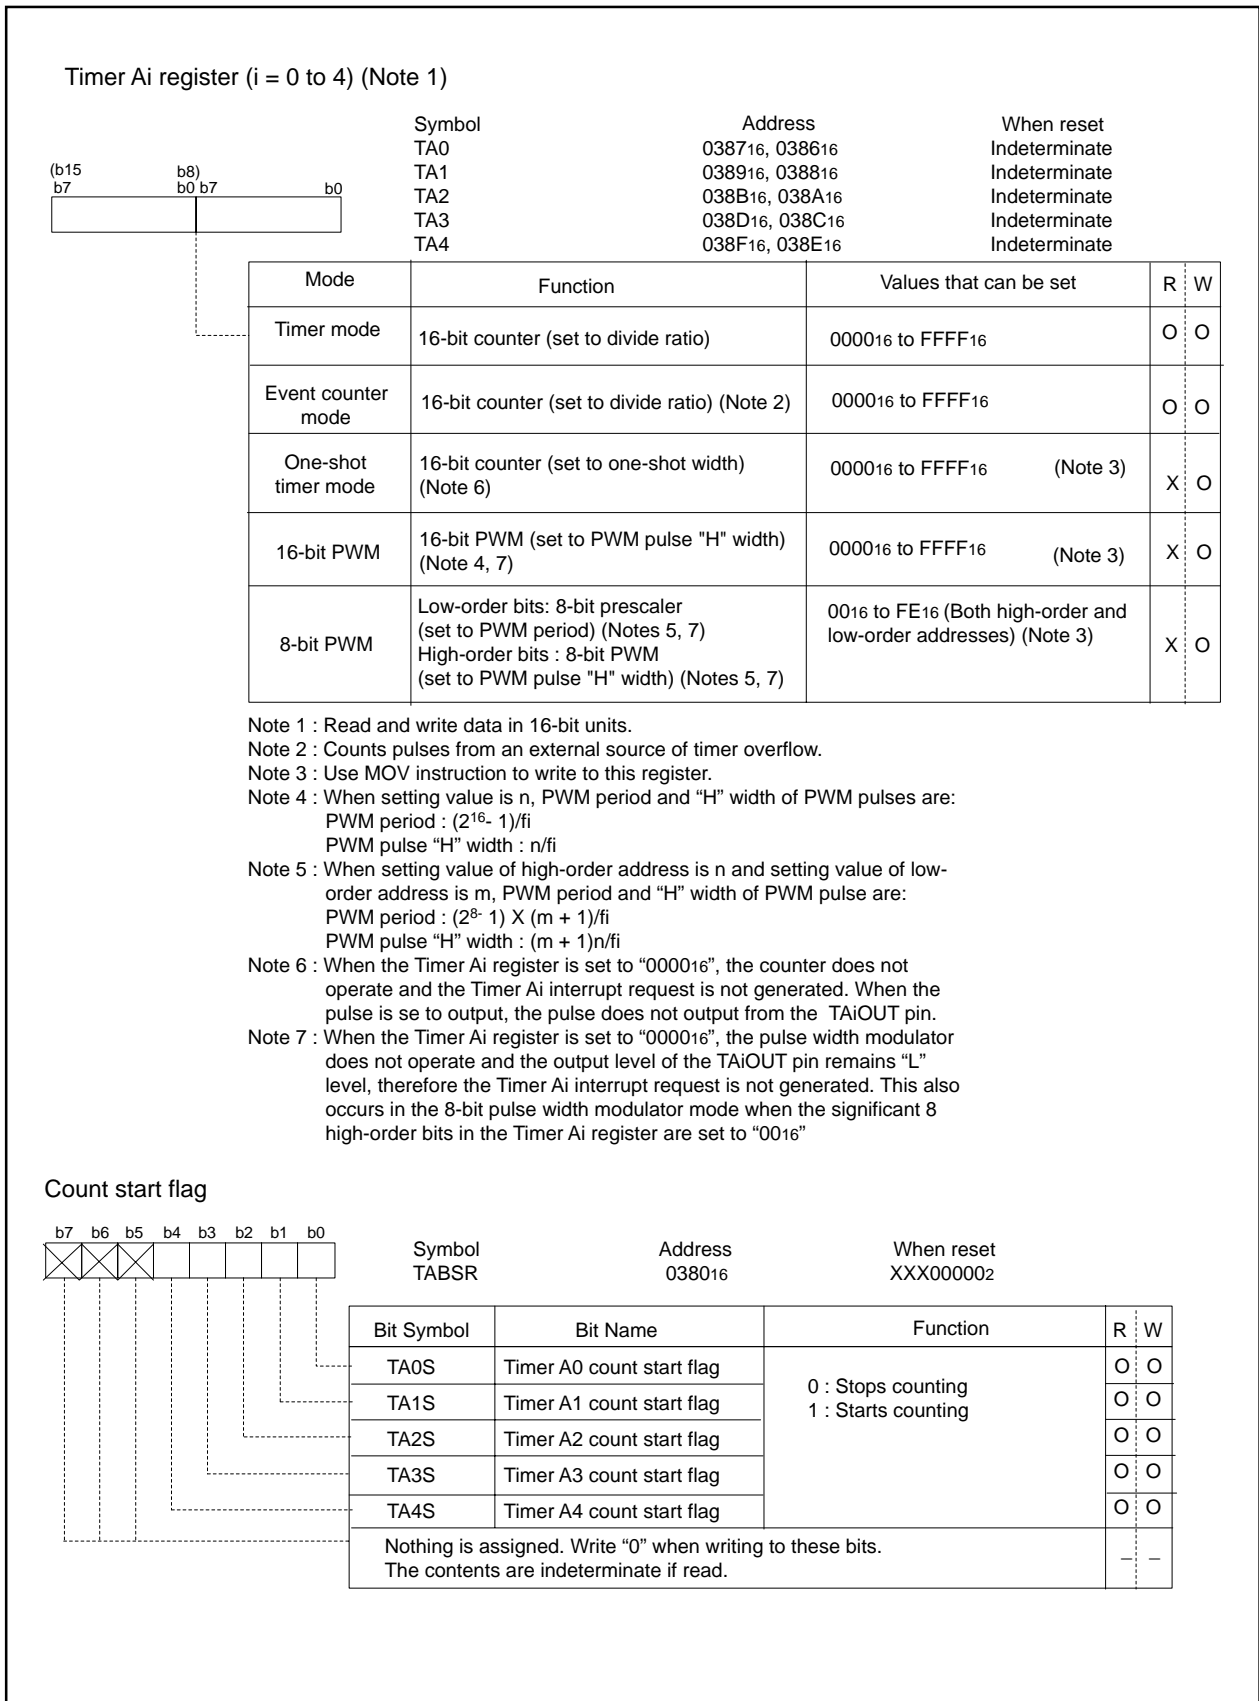 Timer Ai register (i = 0 to 4) (Note 1)
Symbol Address When reset
TA0 038716, 038616 Indeterminate
TA1 038916, 038816 Indeterminate
TA2 038B16, 038A16 Indeterminate
TA3 038D16, 038C16 Indeterminate
TA4 038F16, 038E16 Indeterminate
(b15 b8)
b7 b0 b7 b0
Mode Function Values that can be set R W
Timer mode 16-bit counter (set to divide ratio) 000016 to FFFF16 O O
Event counter
mode 16-bit counter (set to divide ratio) (Note 2) 000016 to FFFF16 O O
One-shot
timer mode 16-bit counter (set to one-shot width)
(Note 6) 000016 to FFFF16 (Note 3) X O
16-bit PWM 16-bit PWM (set to PWM pulse "H" width)
(Note 4, 7) 000016 to FFFF16 (Note 3) X O
8-bit PWM Low-order bits: 8-bit prescaler
(set to PWM period) (Notes 5, 7)
High-order bits : 8-bit PWM
(set to PWM pulse "H" width) (Notes 5, 7)
0016 to FE16 (Both high-order and
low-order addresses) (Note 3) X O
Note 1 : Read and write data in 16-bit units.
Note 2 : Counts pulses from an external source of timer overflow.
Note 3 : Use MOV instruction to write to this register.
Note 4 : When setting value is n, PWM period and “H” width of PWM pulses are:
PWM period : (2¹⁶- 1)/fi
PWM pulse “H” width : n/fi
Note 5 : When setting value of high-order address is n and setting value of low-
order address is m, PWM period and “H” width of PWM pulse are:
PWM period : (2⁸⁻ 1) X (m + 1)/fi
PWM pulse “H” width : (m + 1)n/fi
Note 6 : When the Timer Ai register is set to “000016”, the counter does not
operate and the Timer Ai interrupt request is not generated. When the
pulse is se to output, the pulse does not output from the TAiOUT pin.
Note 7 : When the Timer Ai register is set to “000016”, the pulse width modulator
does not operate and the output level of the TAiOUT pin remains “L”
level, therefore the Timer Ai interrupt request is not generated. This also
occurs in the 8-bit pulse width modulator mode when the significant 8
high-order bits in the Timer Ai register are set to “0016”
Count start flag
b7 b6 b5 b4 b3 b2 b1 b0
Symbol Address When reset
TABSR 038016 XXX000002
Bit Symbol Bit Name Function R W
TA0S Timer A0 count start flag O O
0 : Stops counting
1 : Starts counting
TA1S Timer A1 count start flag O O
TA2S Timer A2 count start flag O O
TA3S Timer A3 count start flag O O
TA4S Timer A4 count start flag O O
Nothing is assigned. Write “0” when writing to these bits.
The contents are indeterminate if read. – –